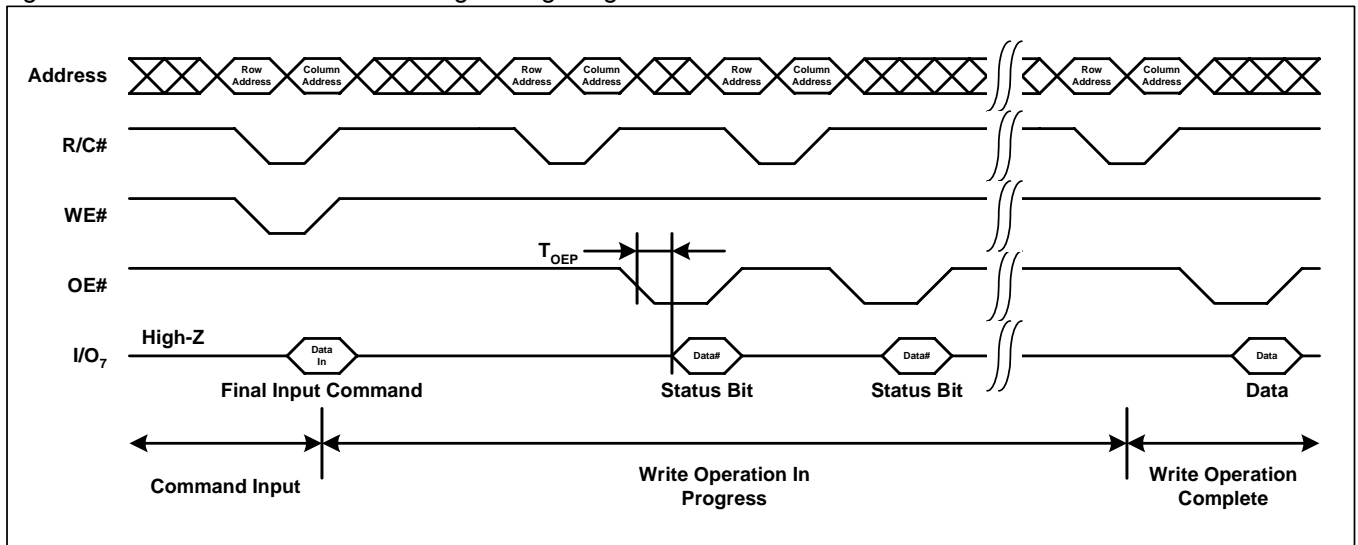 Address
Row
Address
Column
Address
Row
Address
Column
Address
Row
Address
Column
Address
Row
Address
Column
Address
R/C#
WE#
TOEP
OE#
High-Z
I/O7
Data
In
Data#
Data#
Data
Final Input Command
Status Bit
Status Bit
Data
Command Input
Write Operation In
Progress
Write Operation
Complete